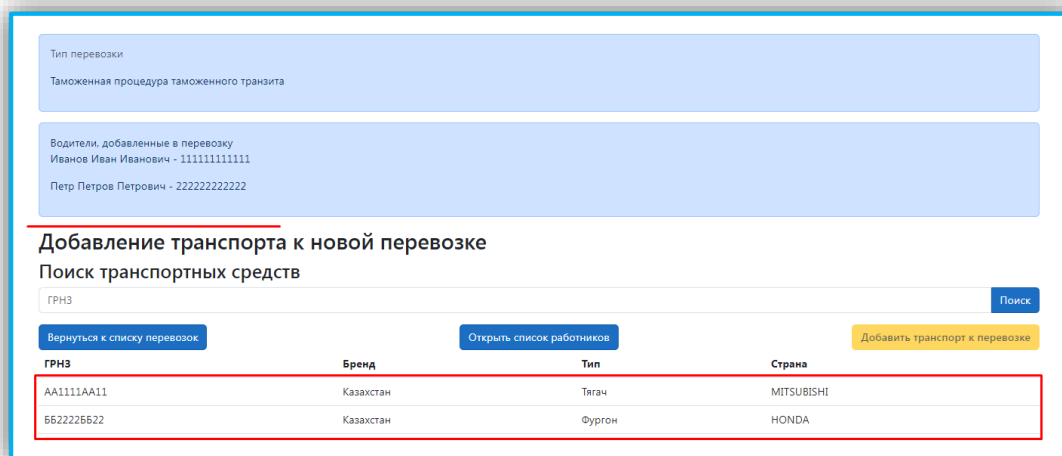 Тип перевозки
Таможенная процедура таможенного транзита
Водители, добавленные в перевозку
Иванов Иван Иванович - 111111111111
Петр Петров Петрович - 222222222222
Добавление транспорта к новой перевозке
Поиск транспортных средств
ГРНЗ Поиск
Вернуться к списку перевозок Открыть список работников Добавить транспорт к перевозке
ГРНЗ Бренд Тип Страна
АА1111АА11 Казахстан Тягач MITSUBISHI
ББ2222ББ22 Казахстан Фургон HONDA